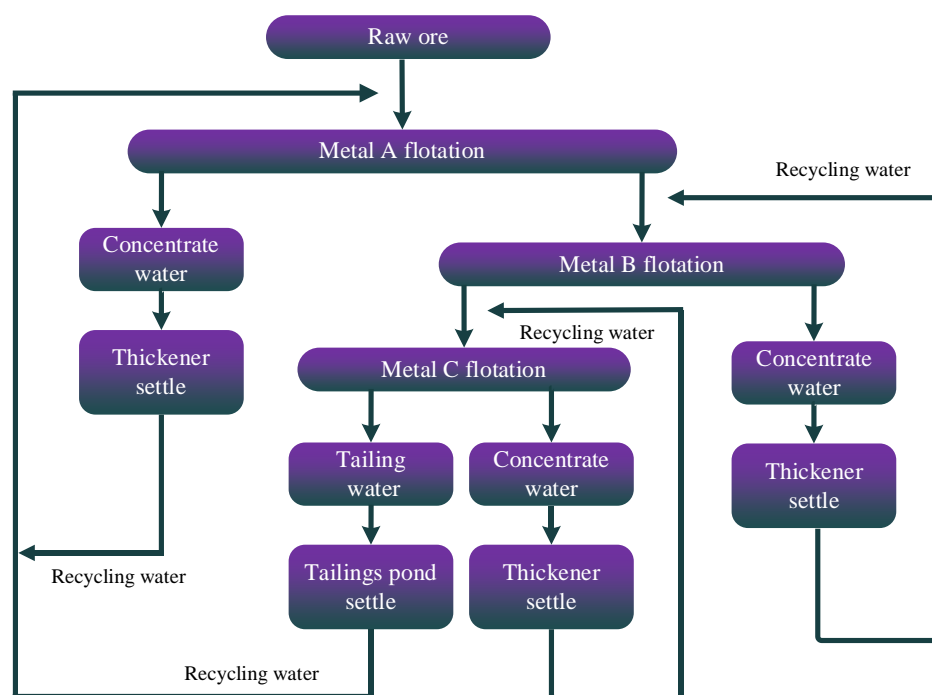 Raw ore
Metal A flotation
Recycling water
Concentrate
water
Metal B flotation
Recycling water
Thickener
settle
Metal C flotation
Concentrate
water
Tailing
water
Concentrate
water
Thickener
settle
Recycling water
Tailings pond
settle
Thickener
settle
Recycling water